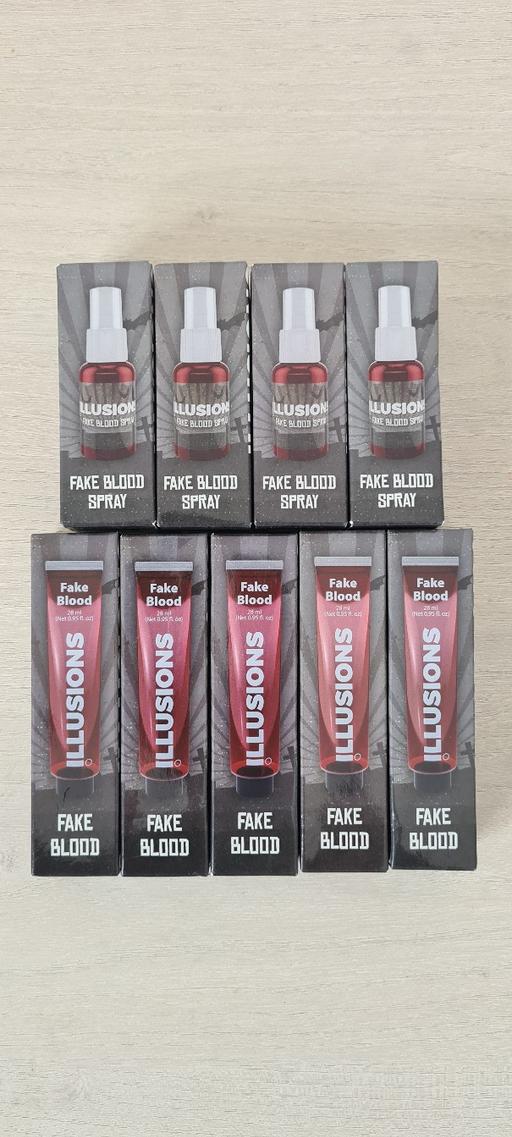 ILLUSIONS
FAKE BLOOD SPRAY
FAKE BLOOD
SPRAY
ILLUSIONS
FAKE BLOOD SPRAY
FAKE BLOOD
SPRAY
ILLUSIONS
FAKE BLOOD SPRAY
FAKE BLOOD
SPRAY
ILLUSIONS
FAKE BLOOD SPRAY
FAKE BLOOD
SPRAY
Fake
Blood
28 ml
(Net 0.95 fl. oz)
ILLUSIONS
FAKE
BLOOD
Fake
Blood
28 ml
(Net 0.95 fl. oz)
ILLUSIONS
FAKE
BLOOD
Fake
Blood
28 ml
(Net 0.95 fl. oz)
ILLUSIONS
FAKE
BLOOD
Fake
Blood
28 ml
(Net 0.95 fl. oz)
ILLUSIONS
FAKE
BLOOD
Fake
Blood
28 ml
(Net 0.95 fl. oz)
ILLUSIONS
FAKE
BLOOD